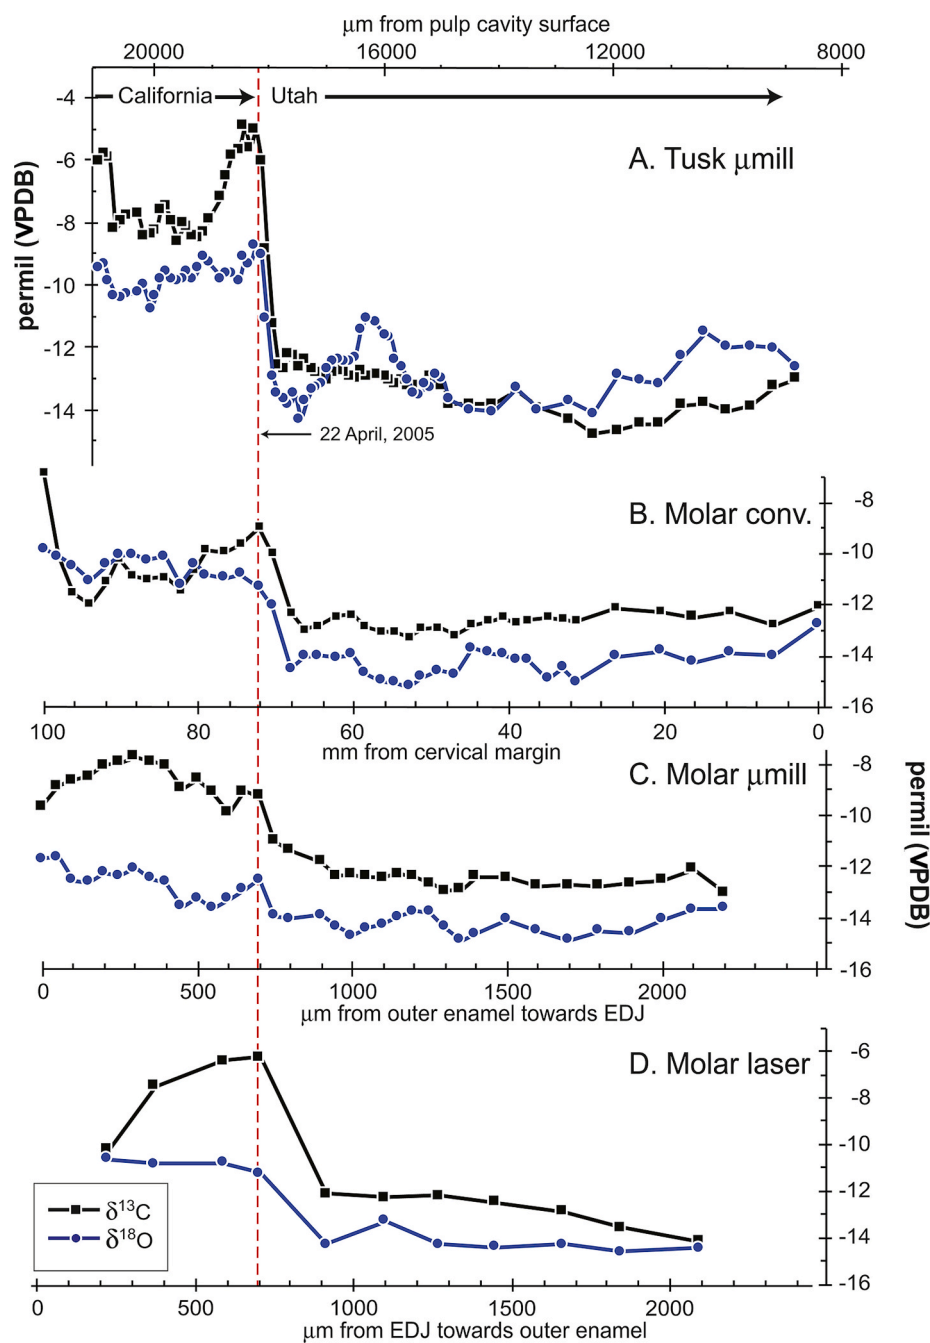 μm from pulp cavity surface
20000 16000 12000 8000
-4
California Utah
A. Tusk μmill
-6
-8
-10
-12
-14
permil (VPDB)
22 April, 2005
B. Molar conv.
-8
-10
-12
-14
-16
100 80 60 40 20 0
mm from cervical margin
C. Molar μmill
-8
-10
-12
-14
-16
permil (VPDB)
0 500 1000 1500 2000
μm from outer enamel towards EDJ
D. Molar laser
-6
-8
-10
-12
-14
-16
δ¹³C
δ¹⁸O
0 500 1000 1500 2000
μm from EDJ towards outer enamel